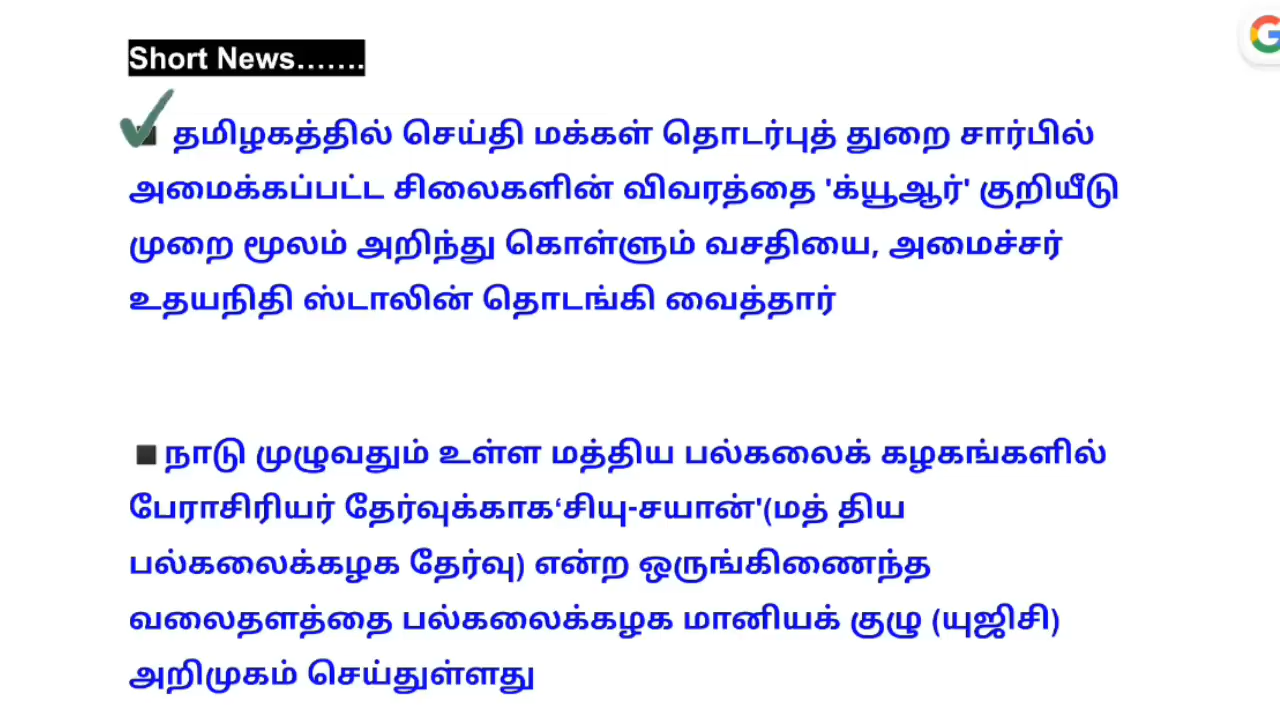 Short News.......
▪ தமிழகத்தில் செய்தி மக்கள் தொடர்புத் துறை சார்பில்
அமைக்கப்பட்ட சிலைகளின் விவரத்தை 'க்யூஆர்' குறியீடு
முறை மூலம் அறிந்து கொள்ளும் வசதியை, அமைச்சர்
உதயநிதி ஸ்டாலின் தொடங்கி வைத்தார்
▪நாடு முழுவதும் உள்ள மத்திய பல்கலைக் கழகங்களில்
பேராசிரியர் தேர்வுக்காக‘சியு-சயான்'(மத் திய
பல்கலைக்கழக தேர்வு) என்ற ஒருங்கிணைந்த
வலைதளத்தை பல்கலைக்கழக மானியக் குழு (யுஜிசி)
அறிமுகம் செய்துள்ளது